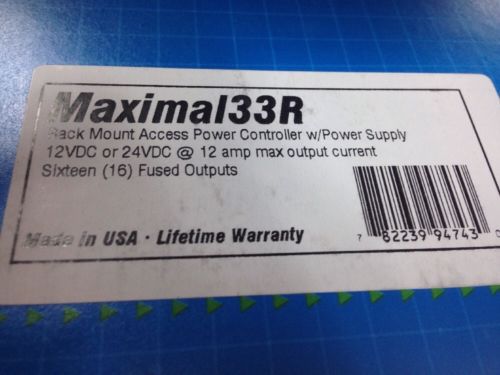 Maximal33R
Rack Mount Access Power Controller w/Power Supply
12VDC or 24VDC @ 12 amp max output current
Sixteen (16) Fused Outputs
Made in USA · Lifetime Warranty
7 82239 94743 0